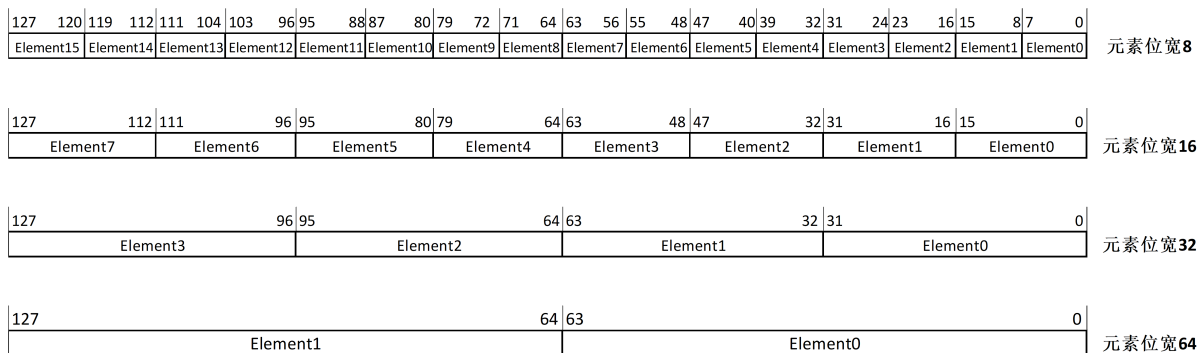 127 120 119 112 111 104 103 96 95 88 87 80 79 72 71 64 63 56 55 48 47 40 39 32 31 24 23 16 15 8 7 0
Element15 Element14 Element13 Element12 Element11 Element10 Element9 Element8 Element7 Element6 Element5 Element4 Element3 Element2 Element1 Element0 元素位宽8
127 112 111 96 95 80 79 64 63 48 47 32 31 16 15 0
Element7 Element6 Element5 Element4 Element3 Element2 Element1 Element0 元素位宽16
127 96 95 64 63 32 31 0
Element3 Element2 Element1 Element0 元素位宽32
127 64 63 0
Element1 Element0 元素位宽64